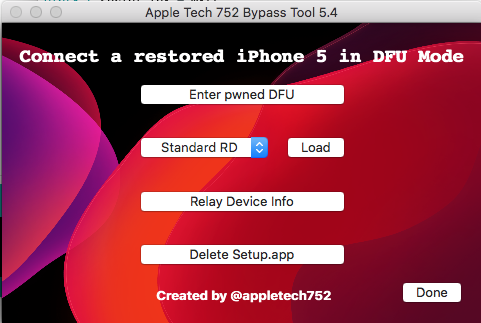 Apple Tech 752 Bypass Tool 5.4
Connect a restored iPhone 5 in DFU Mode
Enter pwned DFU
Standard RD
Load
Relay Device Info
Delete Setup.app
Created by @appletech752
Done